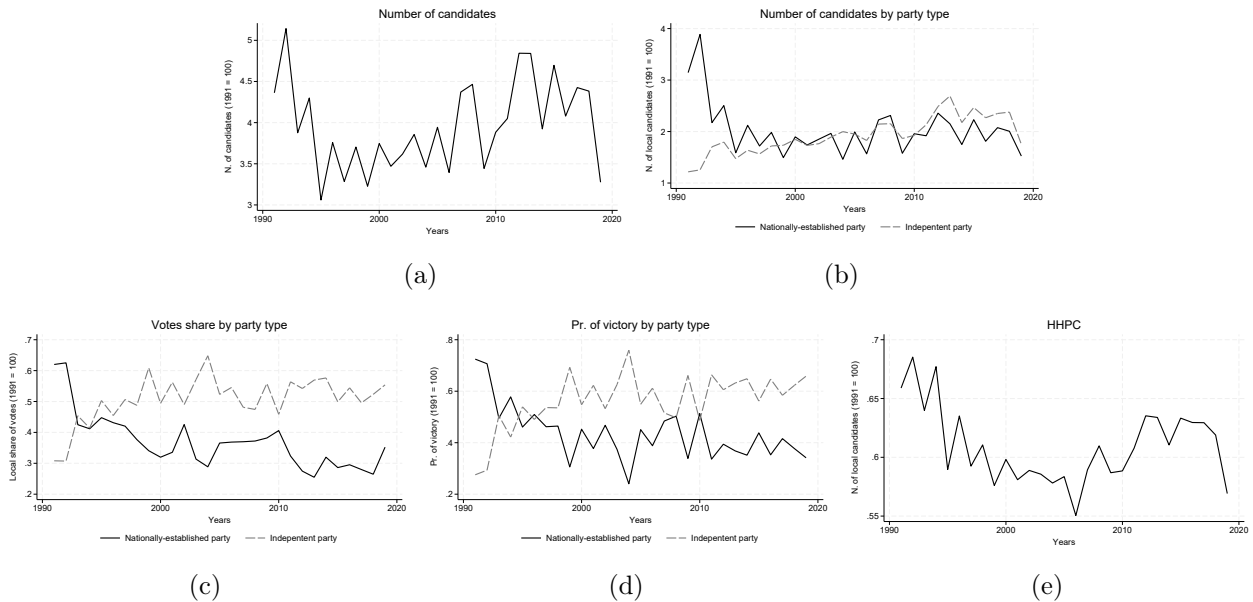 Number of candidates
N. of candidates (1991 = 100)
5
4.5
4
3.5
3
1990
2000
2010
2020
Years
(a)
Number of candidates by party type
N. of local candidates (1991 = 100)
4
3
2
1
1990
2000
2010
2020
Years
Nationally-established party
Indepentent party
(b)
Votes share by party type
Local share of votes (1991 = 100)
.7
.6
.5
.4
.3
.2
1990
2000
2010
2020
Years
Nationally-established party
Indepentent party
(c)
Pr. of victory by party type
Pr. of victory (1991 = 100)
.8
.6
.4
.2
1990
2000
2010
2020
Years
Nationally-established party
Indepentent party
(d)
HHPC
N. of local candidates (1991 = 100)
.7
.65
.6
.55
1990
2000
2010
2020
Years
(e)